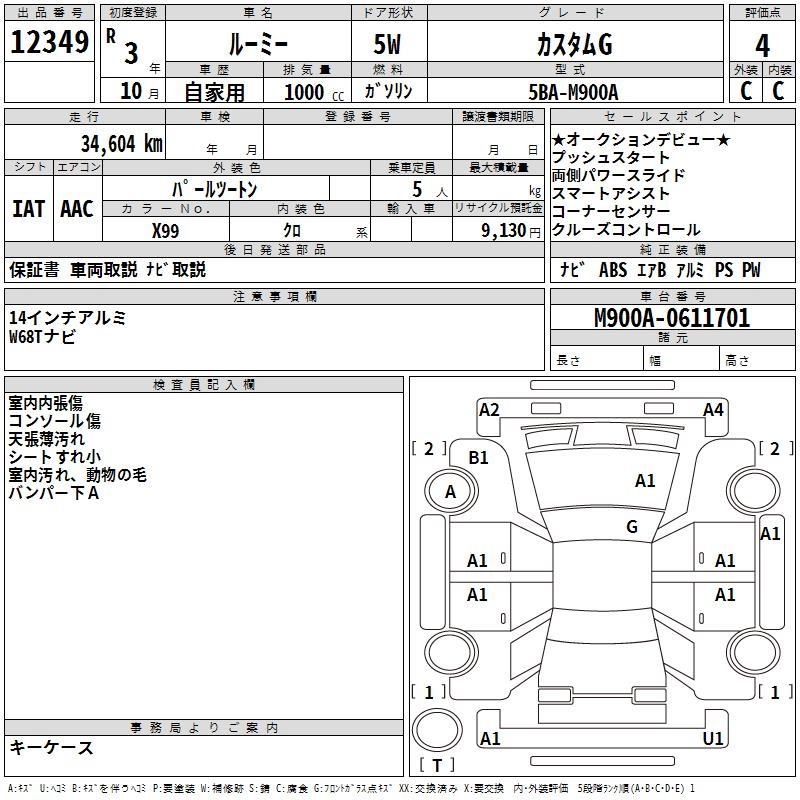 出品番号 初度登録 車名 ドア形状 グレード 評価点
12349 R 3 年 ルーミー 5W カスタムG 4
車歴 排気量 燃料 型式 外装 内装
10 月 自家用 1000 CC ガソリン 5BA-M900A C C
走行 車検 登録番号 譲渡書類期限 セールスポイント
34,604 km 年 月 月 日
★オークションデビュー★
プッシュスタート
両側パワースライド
スマートアシスト
コーナーセンサー
クルーズコントロール
シフト エアコン 外装色 乗車定員 最大積載量
IAT AAC パールツートン 5 人 kg
カラーNo. 内装色 輸入車 リサイクル預託金
X99 クロ 系 9,130 円
後日発送部品 純正装備
保証書 車両取説 ナビ取説 ナビ ABS エアB アルミ PS PW
注意事項欄 車台番号
14インチアルミ
W68Tナビ
M900A-0611701
諸元
長さ 幅 高さ
検査員記入欄
室内内張傷
コンソール傷
天張薄汚れ
シートすれ小
室内汚れ、動物の毛
バンパー下A
A2 A4
[ 2 ] [ 2 ]
B1
A1
A
G
A1
A1 A1
A1 A1
[ 1 ] [ 1 ]
A1 U1
[ T ]
事務局よりご案内
キーケース
A:キズ U:ヘコミ B:キズを伴うヘコミ P:要塗装 W:補修跡 S:錆 C:腐食 G:フロントガラス点キズ XX:交換済み X:要交換 内・外装評価 5段階ランク順(A・B・C・D・E) 1